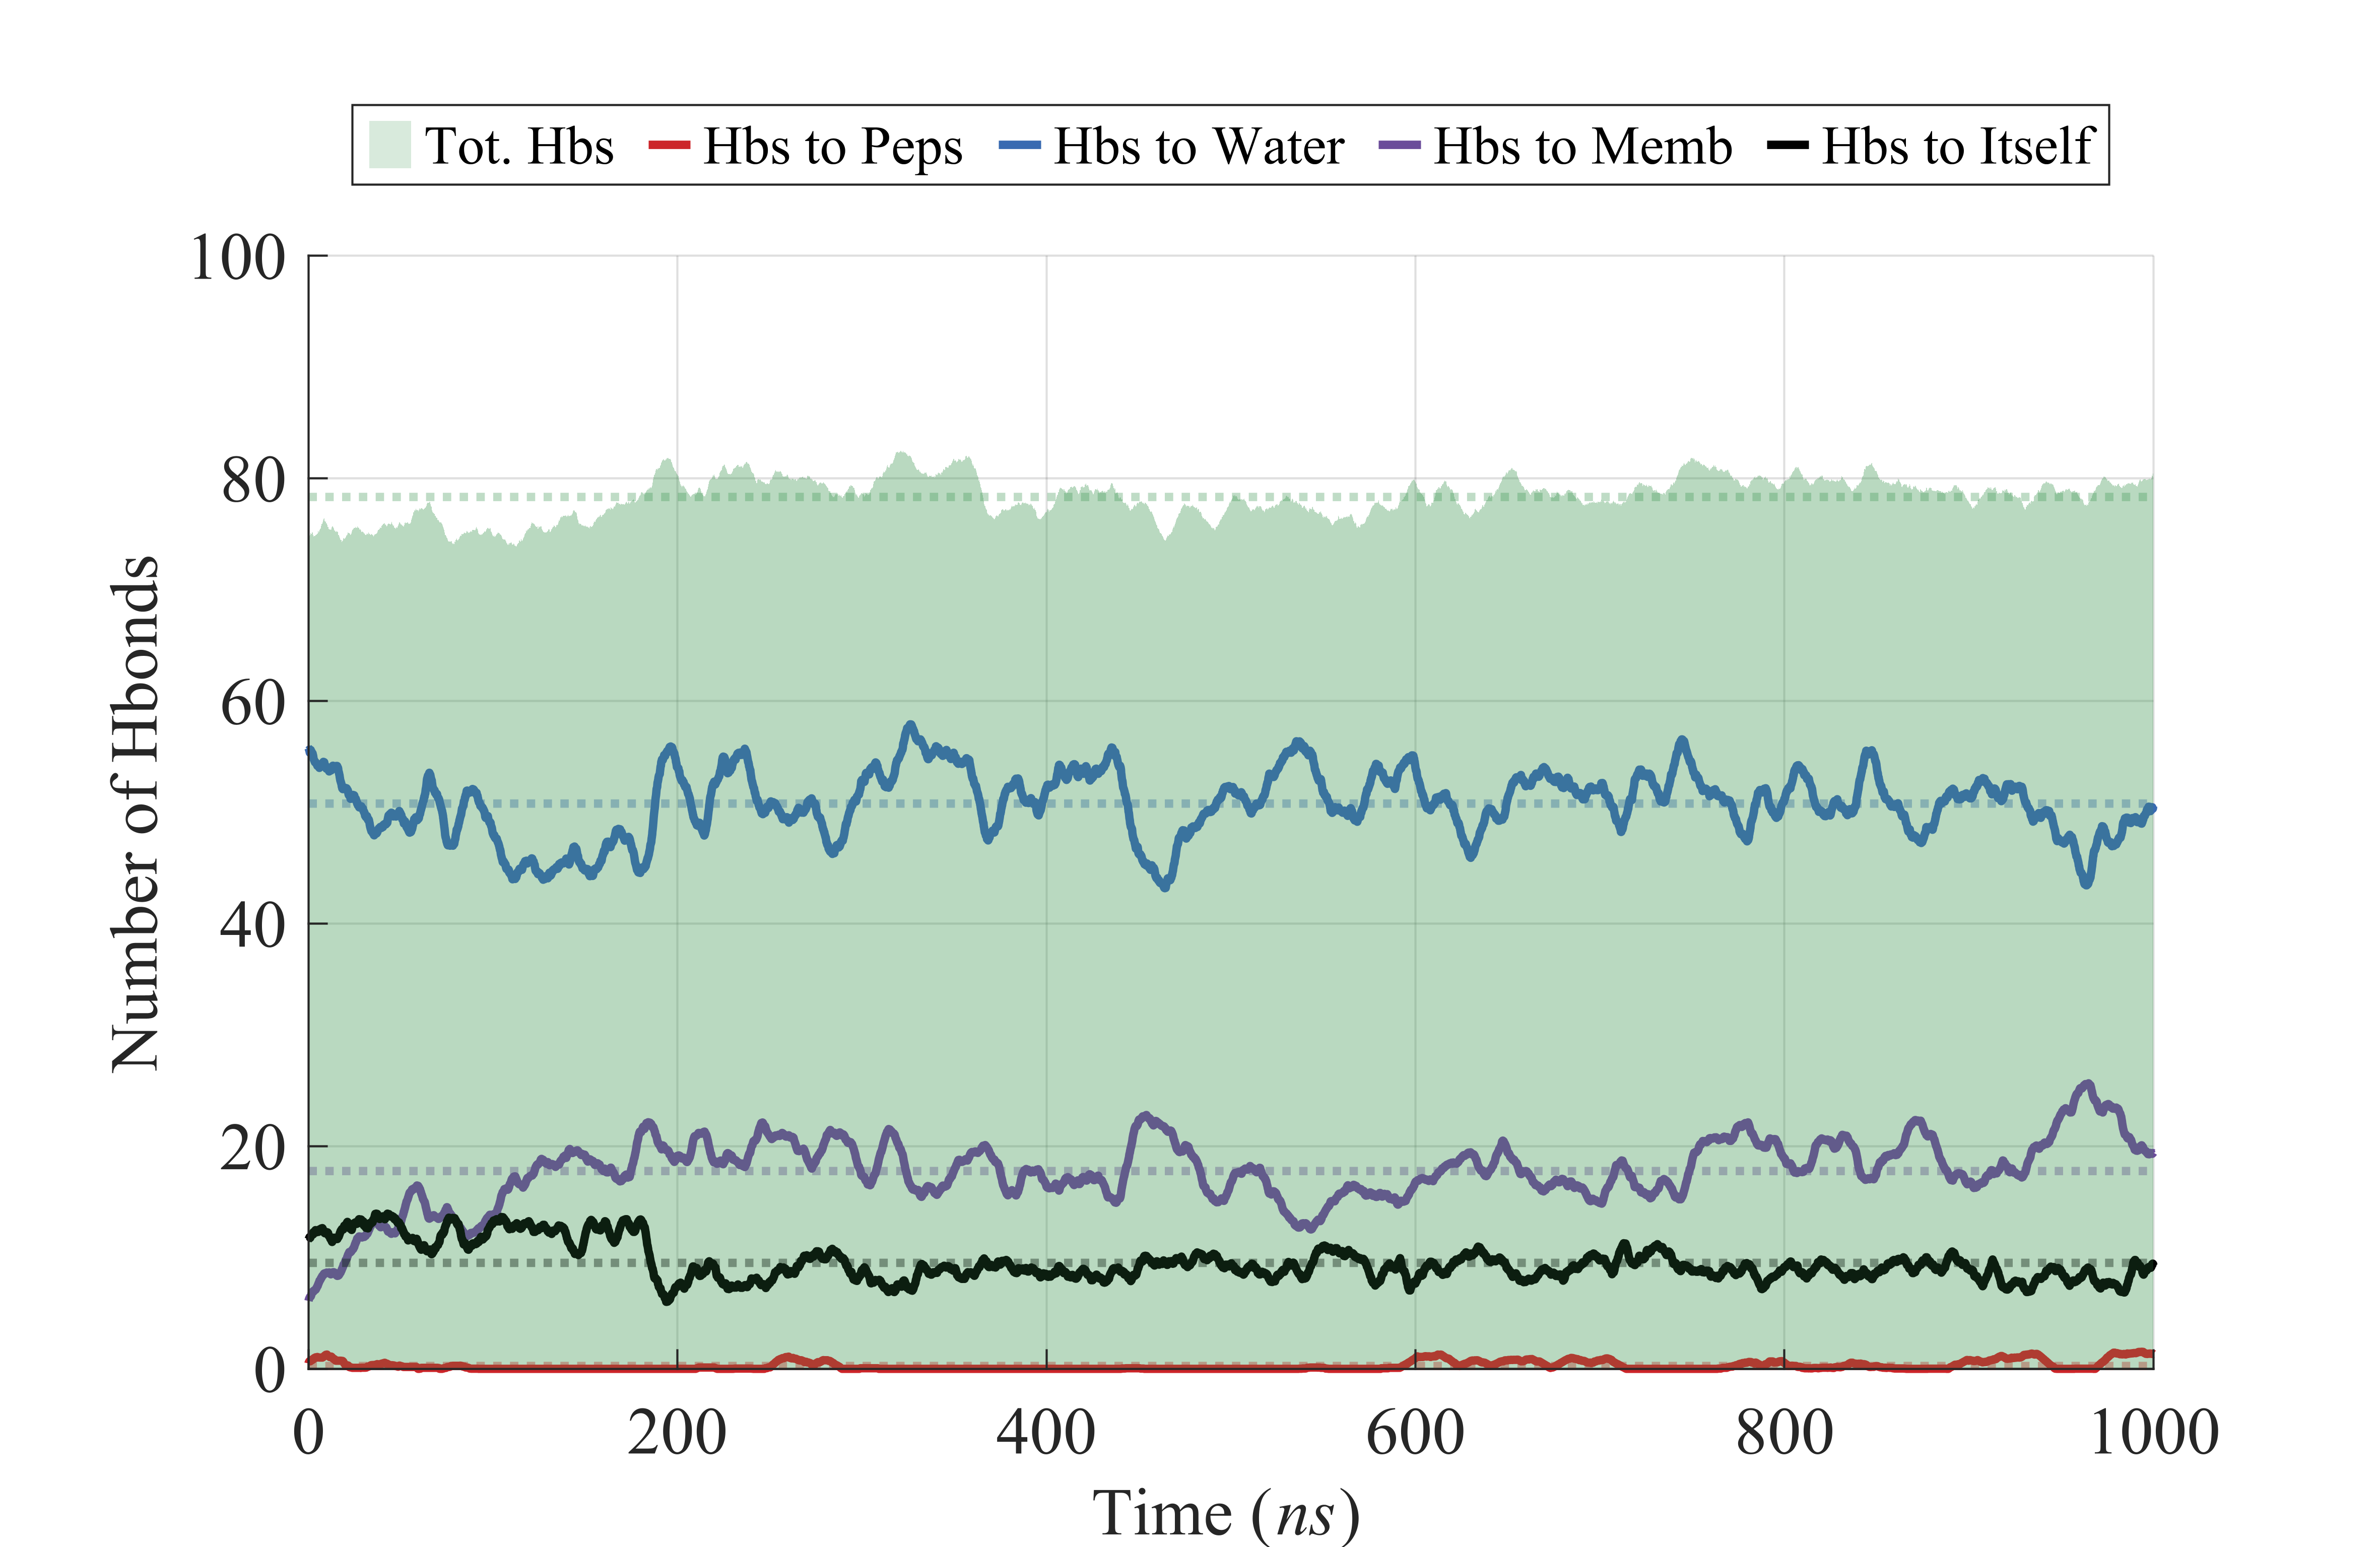 Tot. Hbs Hbs to Peps Hbs to Water Hbs to Memb Hbs to Itself
100
80
60
40
20
0
Number of Hbonds
0 200 400 600 800 1000
Time (ns)